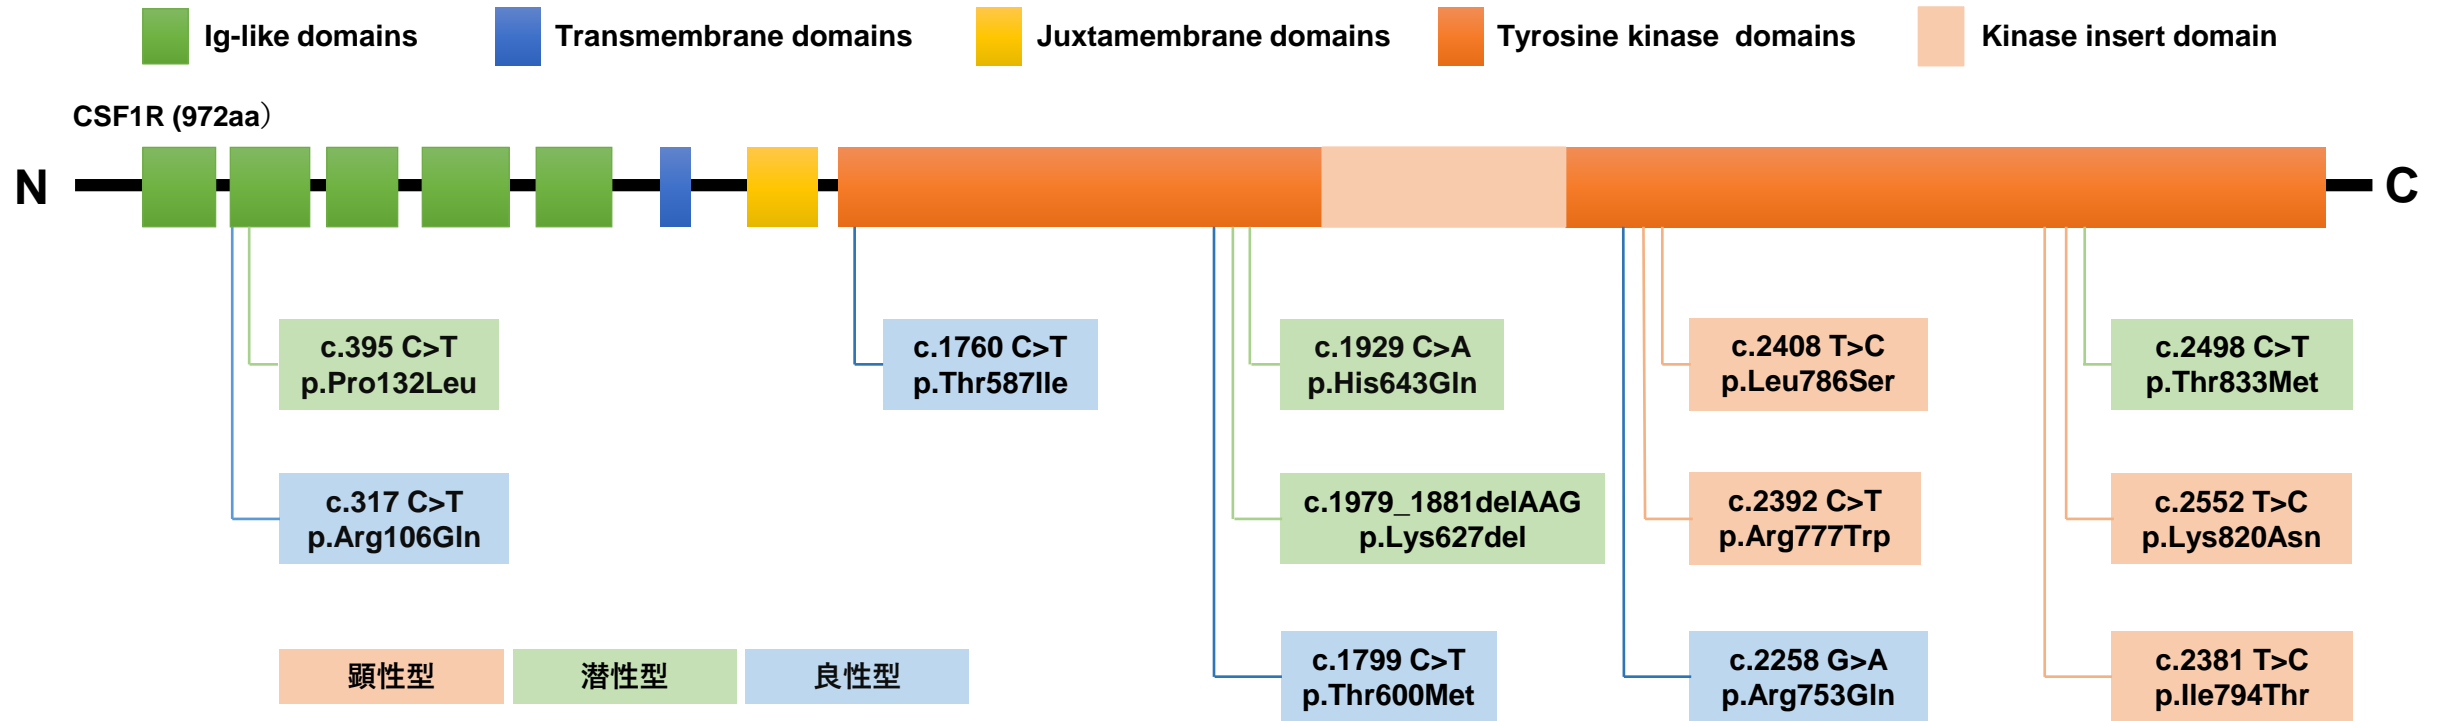 Ig-like domains
Transmembrane domains
Juxtamembrane domains
Tyrosine kinase domains
Kinase insert domain
CSF1R (972aa）
N
C
c.395 C>T
p.Pro132Leu
c.1760 C>T
p.Thr587Ile
c.1929 C>A
p.His643Gln
c.2408 T>C
p.Leu786Ser
c.2498 C>T
p.Thr833Met
c.317 C>T
p.Arg106Gln
c.1979_1881delAAG
p.Lys627del
c.2392 C>T
p.Arg777Trp
c.2552 T>C
p.Lys820Asn
c.1799 C>T
p.Thr600Met
c.2258 G>A
p.Arg753Gln
c.2381 T>C
p.Ile794Thr
顕性型
潜性型
良性型